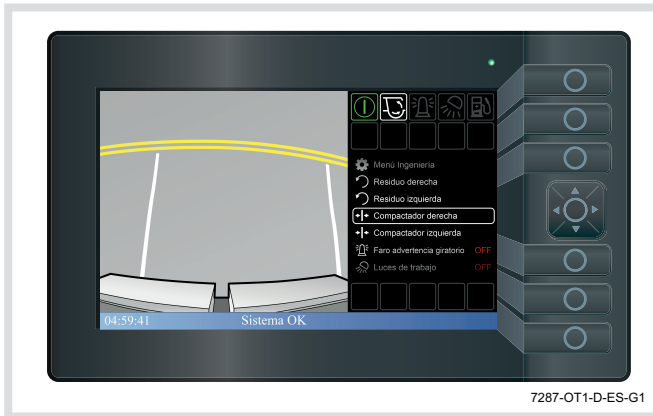 Menú Ingeniería
Residuo derecha
Residuo izquierda
Compactador derecha
Compactador izquierda
Faro advertencia giratorio OFF
Luces de trabajo OFF
04:59:41 Sistema OK
7287-OT1-D-ES-G1